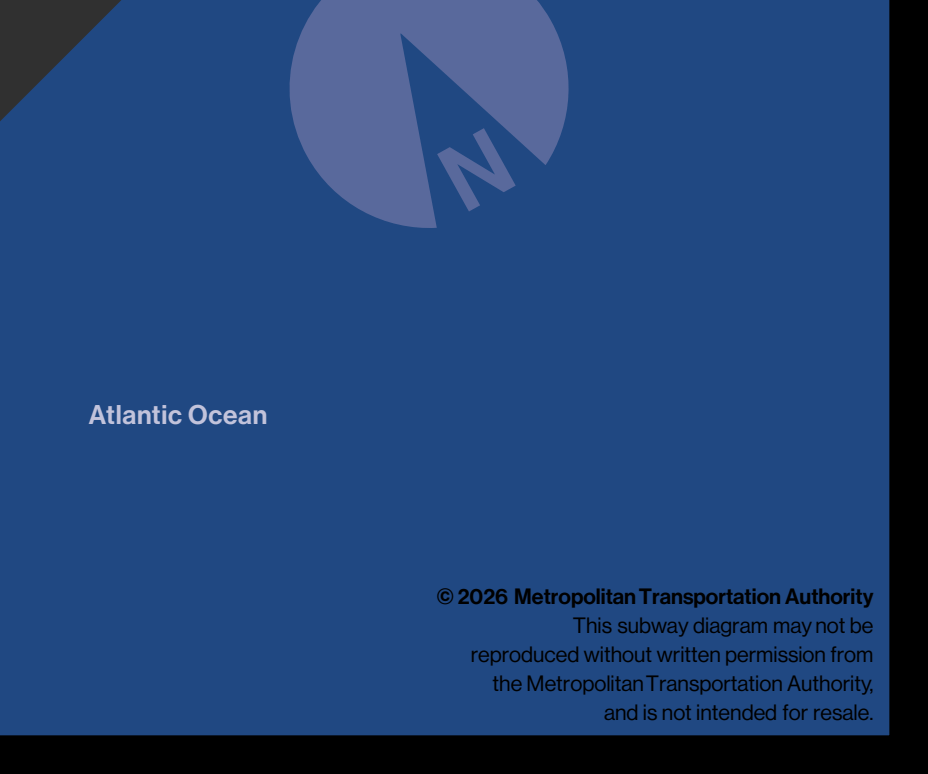 N
Atlantic Ocean
© 2026 Metropolitan Transportation Authority
This subway diagram may not be
reproduced without written permission from
the Metropolitan Transportation Authority,
and is not intended for resale.